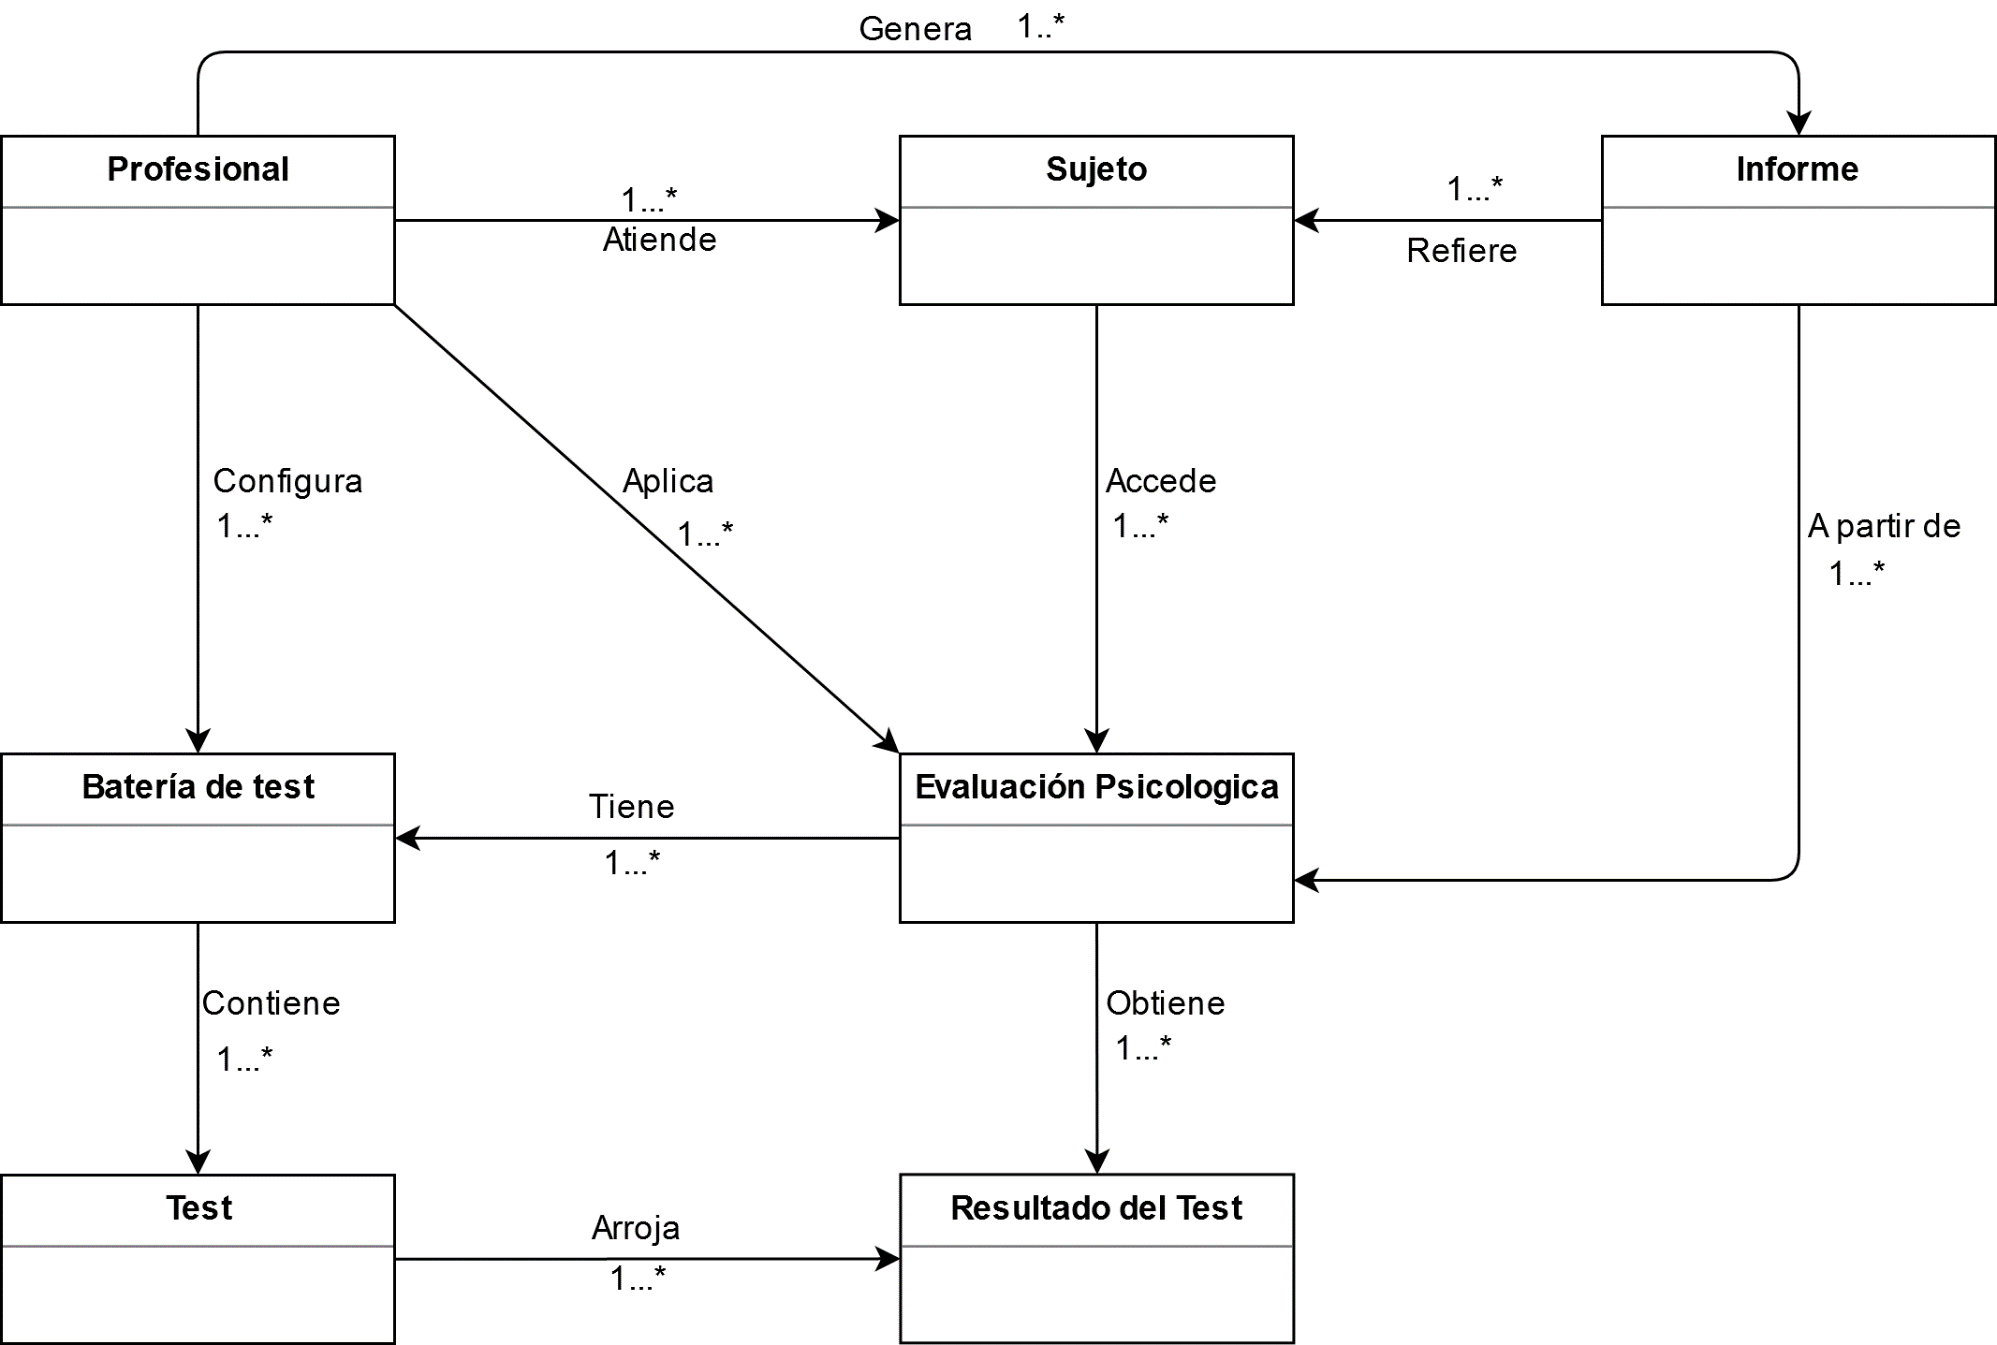 Genera 1..*
Profesional
Sujeto
Informe
1...*
Atiende
1...*
Refiere
Configura
1...*
Aplica
1...*
Accede
1...*
A partir de
1...*
Batería de test
Tiene
1...*
Evaluación Psicologica
Contiene
1...*
Obtiene
1...*
Test
Arroja
1...*
Resultado del Test